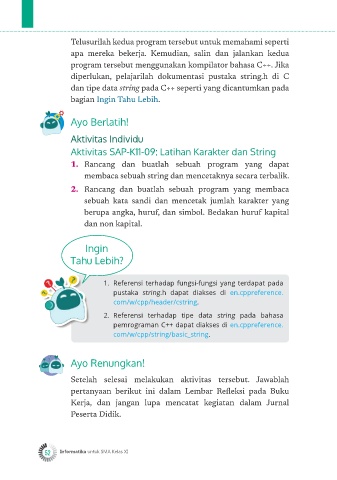 Telusurilah kedua program tersebut untuk memahami seperti
apa mereka bekerja. Kemudian, salin dan jalankan kedua
program tersebut menggunakan kompilator bahasa C++. Jika
diperlukan, pelajarilah dokumentasi pustaka string.h di C
dan tipe data string pada C++ seperti yang dicantumkan pada
bagian Ingin Tahu Lebih.
Ayo Berlatih!
Aktivitas Individu
Aktivitas SAP-K11-09: Latihan Karakter dan String
1. Rancang dan buatlah sebuah program yang dapat
membaca sebuah string dan mencetaknya secara terbalik.
2. Rancang dan buatlah sebuah program yang membaca
sebuah kata sandi dan mencetak jumlah karakter yang
berupa angka, huruf, dan simbol. Bedakan huruf kapital
dan non kapital.
Ingin
Tahu Lebih?
1. Referensi terhadap fungsi-fungsi yang terdapat pada
pustaka string.h dapat diakses di en.cppreference.
com/w/cpp/header/cstring.
2. Referensi terhadap tipe data string pada bahasa
pemrograman C++ dapat diakses di en.cppreference.
com/w/cpp/string/basic_string.
Ayo Renungkan!
Setelah selesai melakukan aktivitas tersebut. Jawablah
pertanyaan berikut ini dalam Lembar Refleksi pada Buku
Kerja, dan jangan lupa mencatat kegiatan dalam Jurnal
Peserta Didik.
52 Informatika untuk SMA Kelas XI